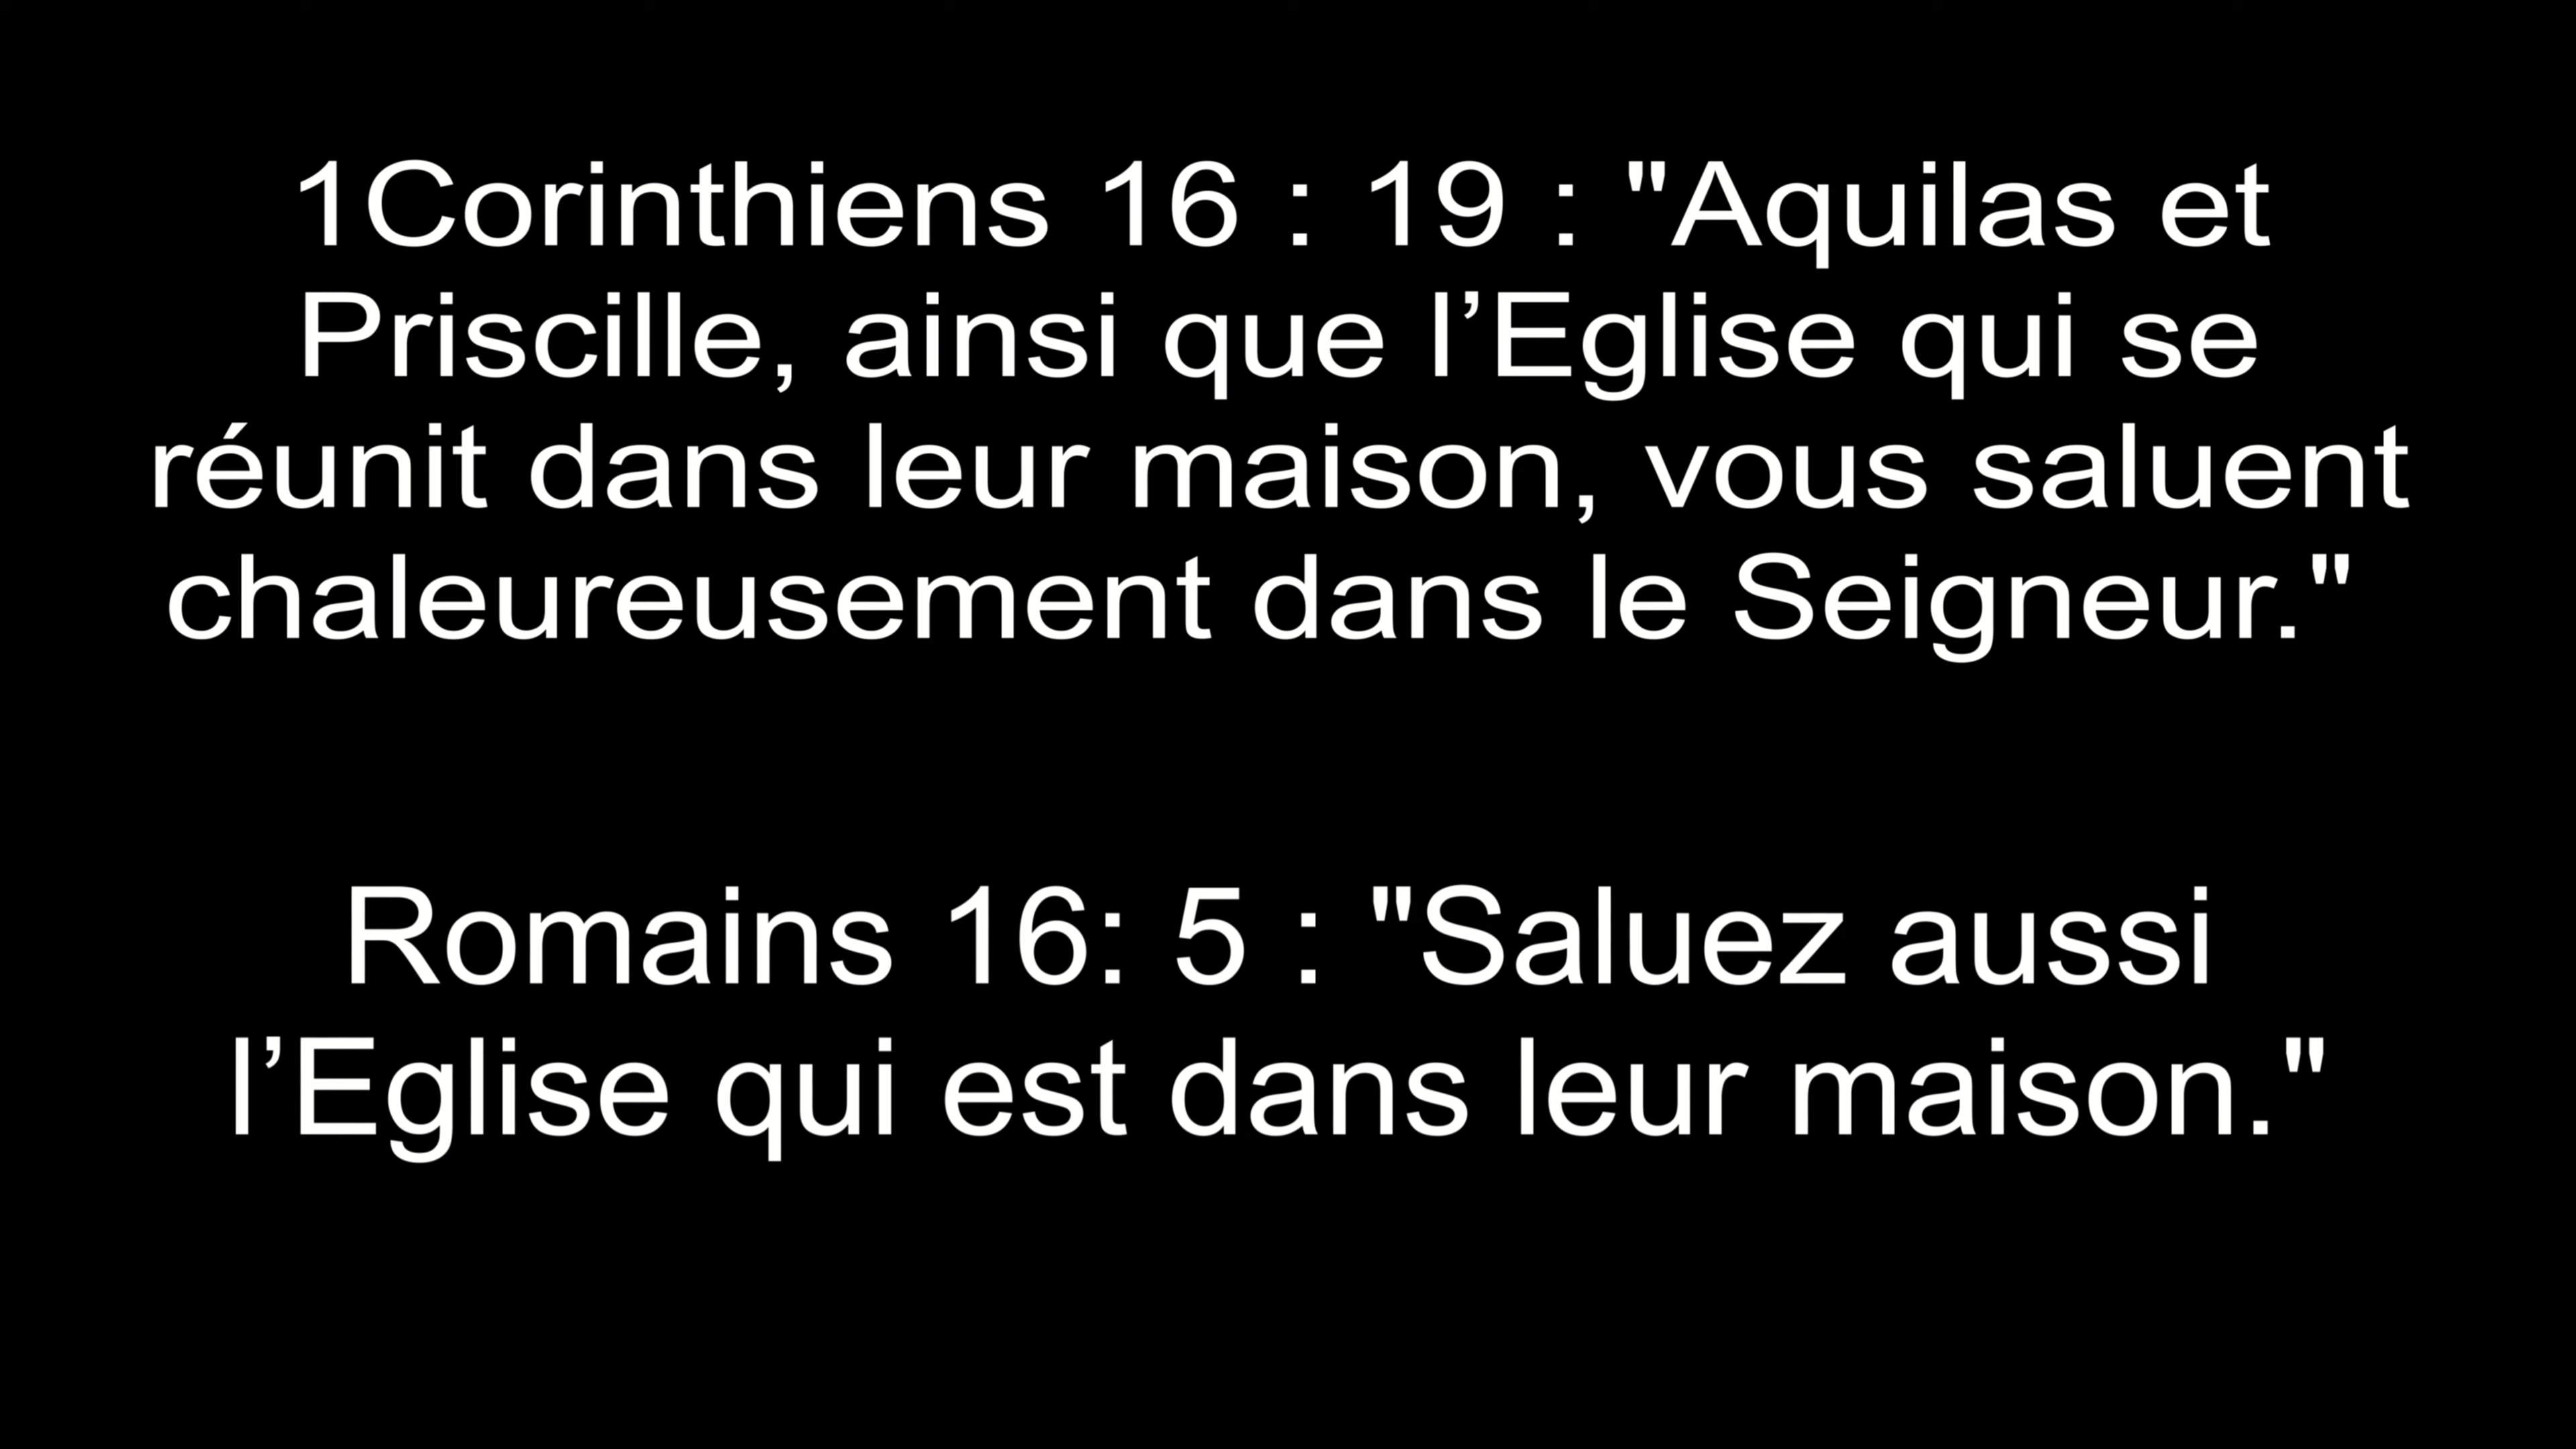 1Corinthiens 16 : 19 : "Aquilas et
Priscille, ainsi que l’Eglise qui se
réunit dans leur maison, vous saluent
chaleureusement dans le Seigneur."
Romains 16: 5 : "Saluez aussi
l’Eglise qui est dans leur maison."